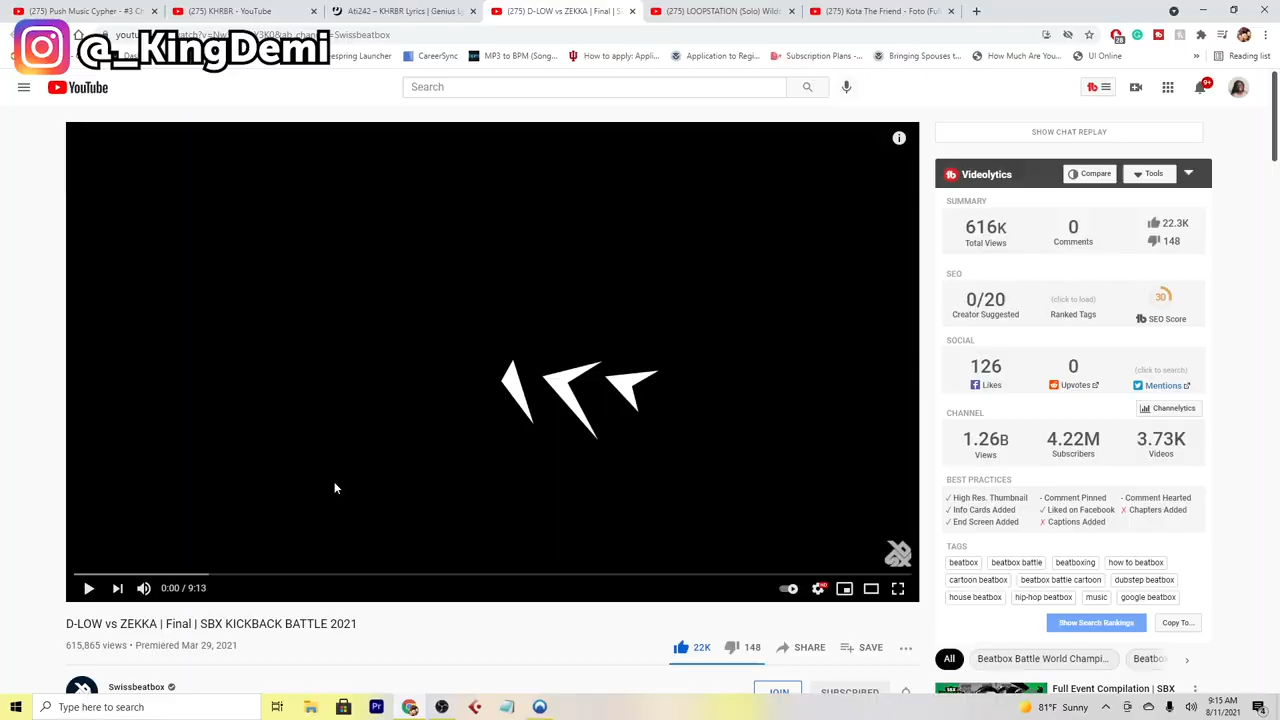 (275) Push Music Cypher - #3 Ch
(275) YouTube
Ati242 – KHRBR Lyrics | Genius L
(275) D-LOW vs ZEKKA | Final | S
(275) LOOPSTATION (Solo) Wildc
(275) Kota The Friend - Foto (Full
@_KingDemi
CareerSync
MP3 to BPM (Song...
How to apply: Appli...
Application to Regi...
Subscription Plans -...
Bringing Spouses t...
How Much Are You...
UI Online
Reading list
YouTube
Search
9+
SHOW CHAT REPLAY
Videolytics
Compare
Tools
SUMMARY
616K
0
22.3K
Total Views
Comments
148
SEO
0/20
(click to load)
30
Creator Suggested
Ranked Tags
SEO Score
SOCIAL
126
0
(click to search)
Likes
Upvotes
Mentions
CHANNEL
Channelytics
1.26B
4.22M
3.73K
Views
Subscribers
Videos
BEST PRACTICES
✓ High Res. Thumbnail
- Comment Pinned
- Comment Hearted
✓ Info Cards Added
✓ Liked on Facebook
✗ Chapters Added
✓ End Screen Added
✗ Captions Added
TAGS
beatbox
beatbox battle
beatboxing
how to beatbox
cartoon beatbox
beatbox battle cartoon
dubstep beatbox
house beatbox
hip-hop beatbox
music
google beatbox
Show Search Rankings
Copy To...
0:00 / 9:13
HD
D-LOW vs ZEKKA | Final | SBX KICKBACK BATTLE 2021
615,865 views • Premiered Mar 29, 2021
22K
148
SHARE
SAVE
All
Beatbox Battle World Champi...
Beatbo
Swissbeatbox
JOIN
SUBSCRIBED
Full Event Compilation | SBX
Type here to search
81°F Sunny
9:15 AM
8/11/2021